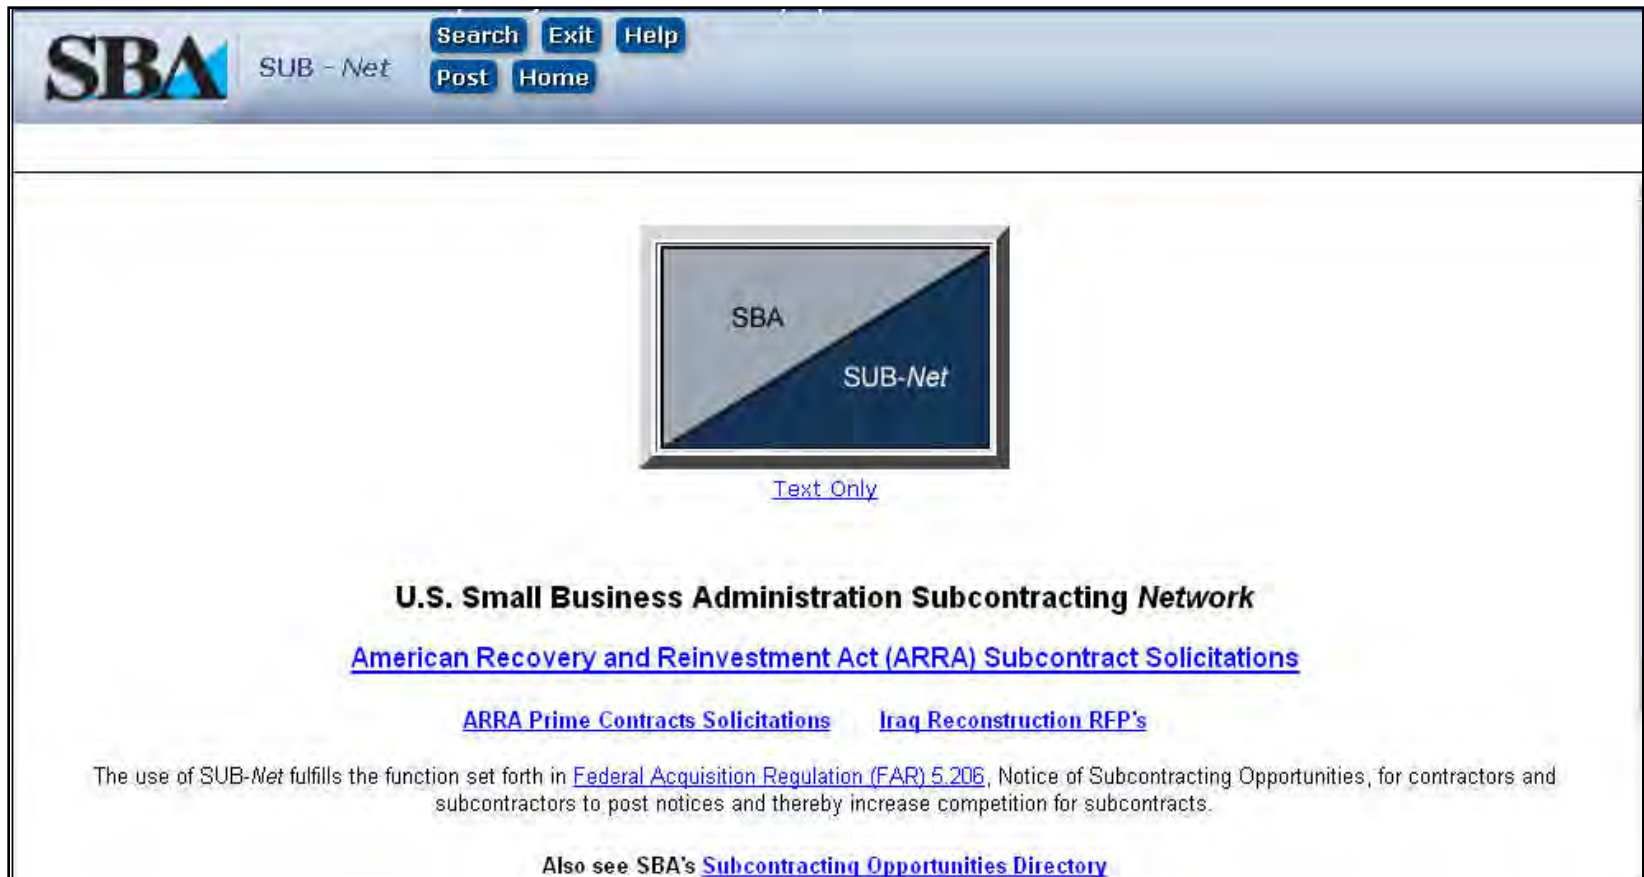 SBA
SUB - Net
Search Exit Help
Post Home
SBA
SUB-Net
Text Only
U.S. Small Business Administration Subcontracting Network
American Recovery and Reinvestment Act (ARRA) Subcontract Solicitations
ARRA Prime Contracts Solicitations Iraq Reconstruction RFP's
The use of SUB-Net fulfills the function set forth in Federal Acquisition Regulation (FAR) 5.206, Notice of Subcontracting Opportunities, for contractors and
subcontractors to post notices and thereby increase competition for subcontracts.
Also see SBA's Subcontracting Opportunities Directory